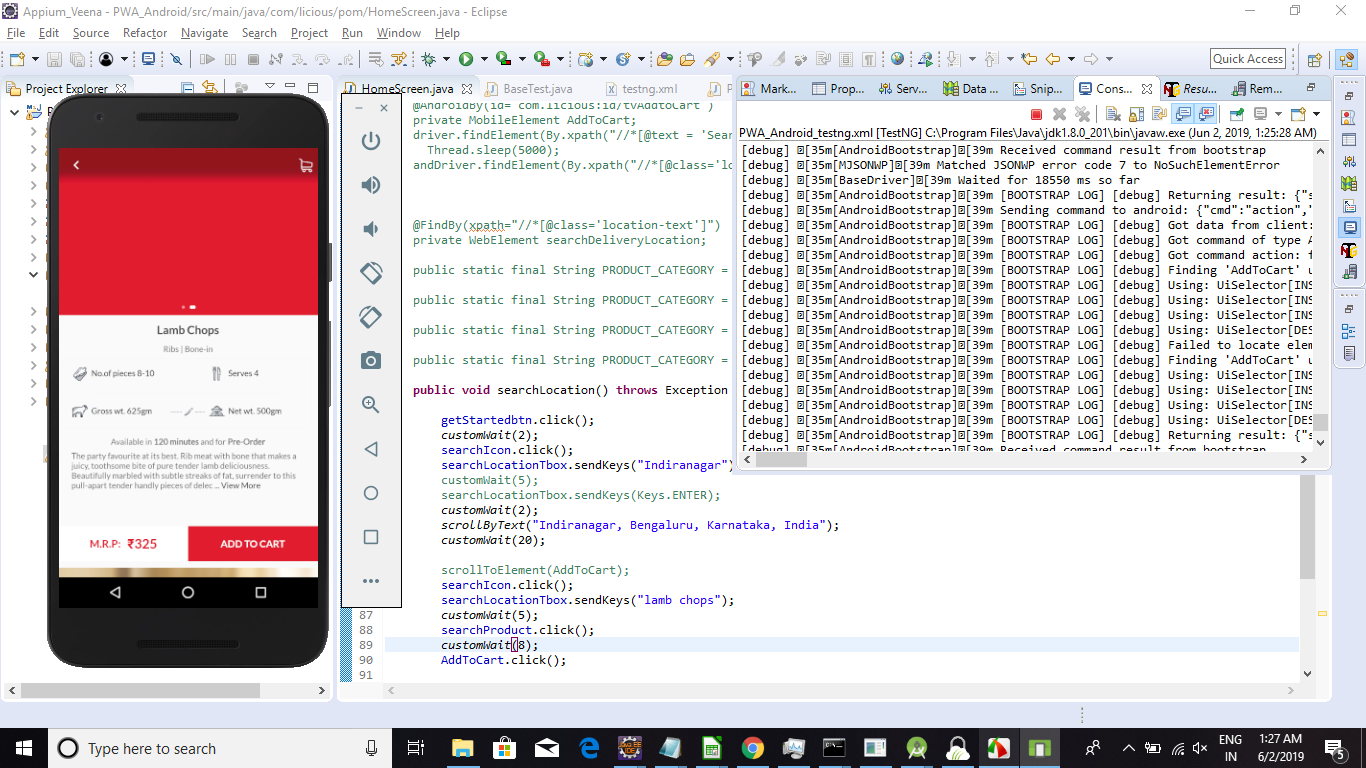 Appium_Veena - PWA_Android/src/main/java/com/licious/pom/HomeScreen.java - Eclipse
File Edit Source Refactor Navigate Search Project Run Window Help
Quick Access
Project Explorer
HomeScreen.java
BaseTest.java
testng.xml
Mark...
Prop...
Serv...
Data ...
Snip...
Cons...
Resu...
Rem...
PWA_Android_testng.xml [TestNG] C:\Program Files\Java\jdk1.8.0_201\bin\javaw.exe (Jun 2, 2019, 1:25:28 AM)
[debug] [35m[AndroidBootstrap][39m Received command result from bootstrap
[debug] [35m[MJSONWP][39m Matched JSONWP error code 7 to NoSuchElementError
[debug] [35m[BaseDriver][39m Waited for 18550 ms so far
[debug] [35m[AndroidBootstrap][39m [BOOTSTRAP LOG] [debug] Returning result: {"s
[debug] [35m[AndroidBootstrap][39m Sending command to android: {"cmd":"action",
[debug] [35m[AndroidBootstrap][39m [BOOTSTRAP LOG] [debug] Got data from client:
[debug] [35m[AndroidBootstrap][39m [BOOTSTRAP LOG] [debug] Got command of type A
[debug] [35m[AndroidBootstrap][39m [BOOTSTRAP LOG] [debug] Got command action: f
[debug] [35m[AndroidBootstrap][39m [BOOTSTRAP LOG] [debug] Finding 'AddToCart' u
[debug] [35m[AndroidBootstrap][39m [BOOTSTRAP LOG] [debug] Using: UiSelector[INS
[debug] [35m[AndroidBootstrap][39m [BOOTSTRAP LOG] [debug] Using: UiSelector[INS
[debug] [35m[AndroidBootstrap][39m [BOOTSTRAP LOG] [debug] Using: UiSelector[INS
[debug] [35m[AndroidBootstrap][39m [BOOTSTRAP LOG] [debug] Using: UiSelector[DES
[debug] [35m[AndroidBootstrap][39m [BOOTSTRAP LOG] [debug] Failed to locate elem
[debug] [35m[AndroidBootstrap][39m [BOOTSTRAP LOG] [debug] Finding 'AddToCart' u
[debug] [35m[AndroidBootstrap][39m [BOOTSTRAP LOG] [debug] Using: UiSelector[INS
[debug] [35m[AndroidBootstrap][39m [BOOTSTRAP LOG] [debug] Using: UiSelector[INS
[debug] [35m[AndroidBootstrap][39m [BOOTSTRAP LOG] [debug] Using: UiSelector[INS
[debug] [35m[AndroidBootstrap][39m [BOOTSTRAP LOG] [debug] Using: UiSelector[DES
[debug] [35m[AndroidBootstrap][39m [BOOTSTRAP LOG] [debug] Returning result: {"s
[debug] [35m[AndroidBootstrap][39m Received command result from bootstrap
@AndroidBy(id= com.licious:id/tvAddtoCart )
private MobileElement AddToCart;
driver.findElement(By.xpath("//*[@text = 'Sear
Thread.sleep(5000);
andDriver.findElement(By.xpath("//*[@class='lo
@FindBy(xpath="//*[@class='location-text']")
private WebElement searchDeliveryLocation;
public static final String PRODUCT_CATEGORY =
public static final String PRODUCT_CATEGORY =
public static final String PRODUCT_CATEGORY =
public static final String PRODUCT_CATEGORY =
public void searchLocation() throws Exception
getStartedbtn.click();
customWait(2);
searchIcon.click();
searchLocationTbox.sendKeys("Indiranagar")
customWait(5);
searchLocationTbox.sendKeys(Keys.ENTER);
customWait(2);
scrollByText("Indiranagar, Bengaluru, Karnataka, India");
customWait(20);
scrollToElement(AddToCart);
searchIcon.click();
searchLocationTbox.sendKeys("lamb chops");
87 customWait(5);
88 searchProduct.click();
89 customWait(8);
90 AddToCart.click();
91
Lamb Chops
Ribs | Bone-in
No.of pieces 8-10 Serves 4
Gross wt. 625gm Net wt. 500gm
Available in 120 minutes and for Pre-Order
The party favourite at its best. Rib meat with bone that makes a
juicy, toothsome bite of pure tender lamb deliciousness.
Beautifully marbled with subtle streaks of fat, surrender to this
pull-apart tender handly pieces of delec ... View More
M.R.P: ₹325 ADD TO CART
Type here to search
ENG
IN
1:27 AM
6/2/2019
5